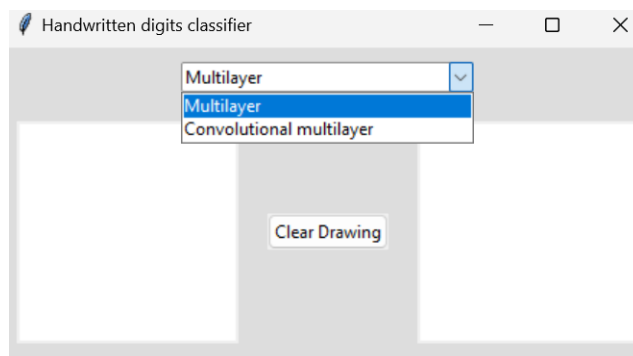 Handwritten digits classifier
Multilayer
Multilayer
Convolutional multilayer
Clear Drawing